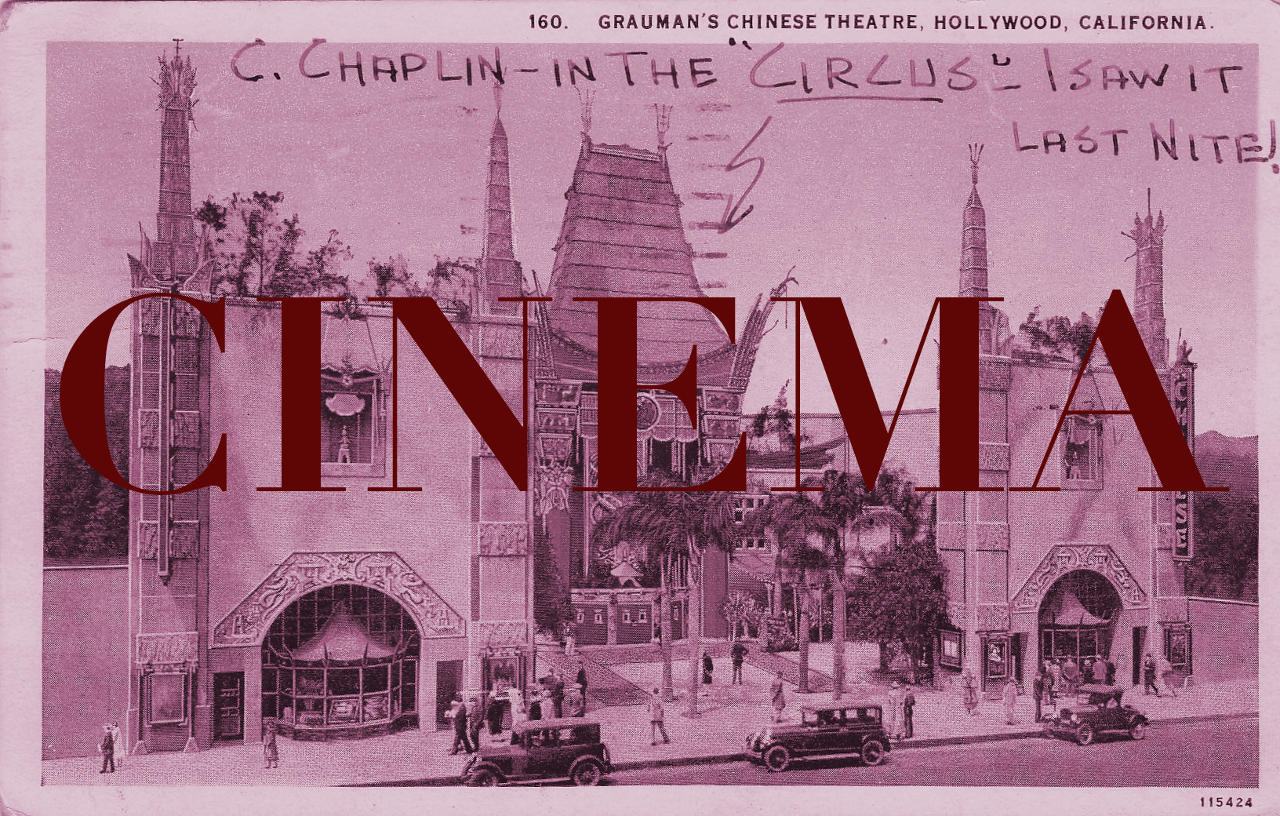 160. GRAUMAN'S CHINESE THEATRE, HOLLYWOOD, CALIFORNIA.
C. CHAPLIN - IN THE "CIRCUS" I SAW IT
LAST NITE!
CINEMA
115424